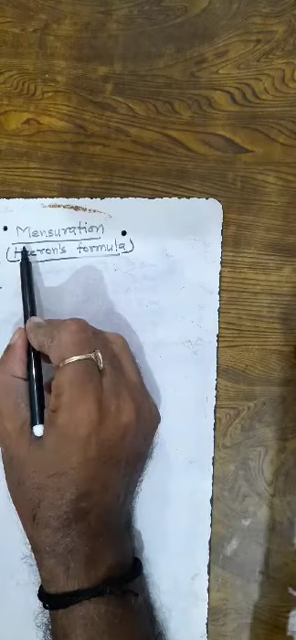 • Mensuration •
(Heron's formula)